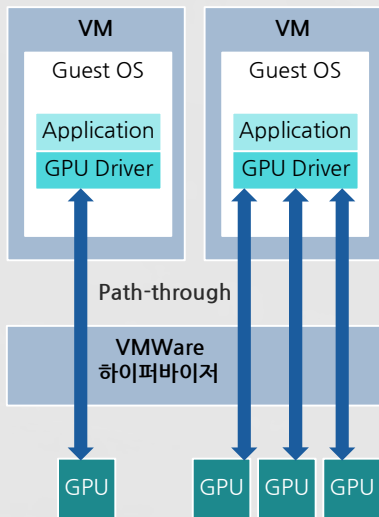 VM
Guest OS
Application
GPU Driver
VM
Guest OS
Application
GPU Driver
Path-through
VMWare
하이퍼바이저
GPU
GPU
GPU
GPU